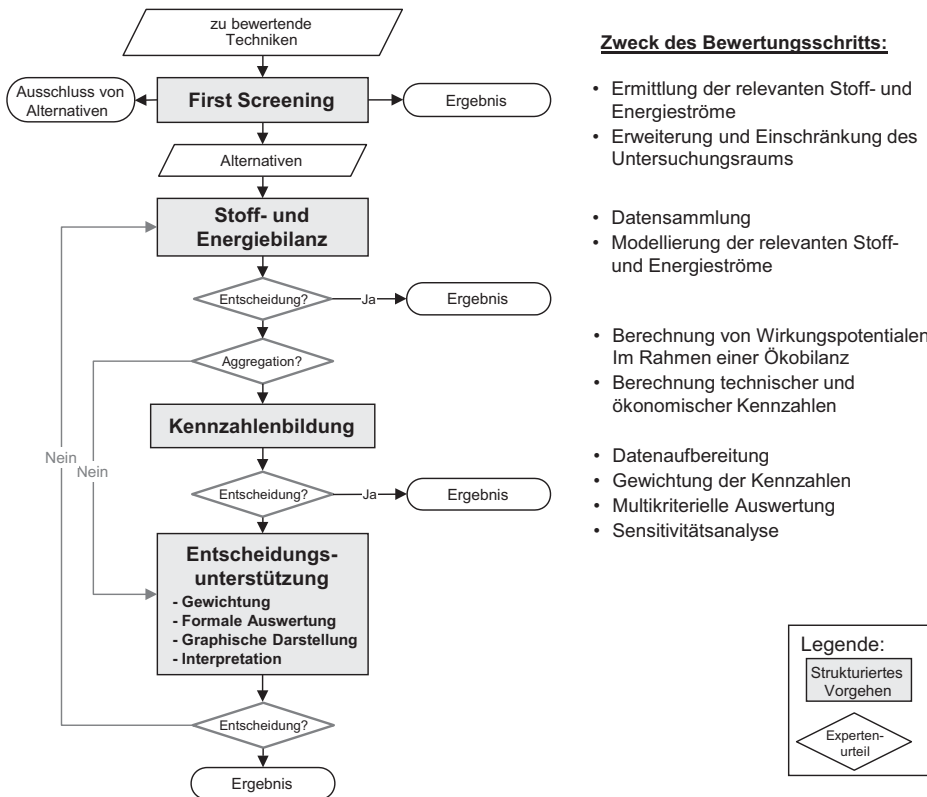 zu bewertende
Techniken
Ausschluss von
Alternativen
First Screening
Ergebnis
Alternativen
Stoff- und
Energiebilanz
Entscheidung?
Ja
Ergebnis
Aggregation?
Kennzahlenbildung
Nein
Nein
Entscheidung?
Ja
Ergebnis
Entscheidungs-
unterstützung
- Gewichtung
- Formale Auswertung
- Graphische Darstellung
- Interpretation
Entscheidung?
Ergebnis
Zweck des Bewertungsschritts:
• Ermittlung der relevanten Stoff- und
Energieströme
• Erweiterung und Einschränkung des
Untersuchungsraums
• Datensammlung
• Modellierung der relevanten Stoff-
und Energieströme
• Berechnung von Wirkungspotentialen
Im Rahmen einer Ökobilanz
• Berechnung technischer und
ökonomischer Kennzahlen
• Datenaufbereitung
• Gewichtung der Kennzahlen
• Multikriterielle Auswertung
• Sensitivitätsanalyse
Legende:
Strukturiertes
Vorgehen
Experten-
urteil